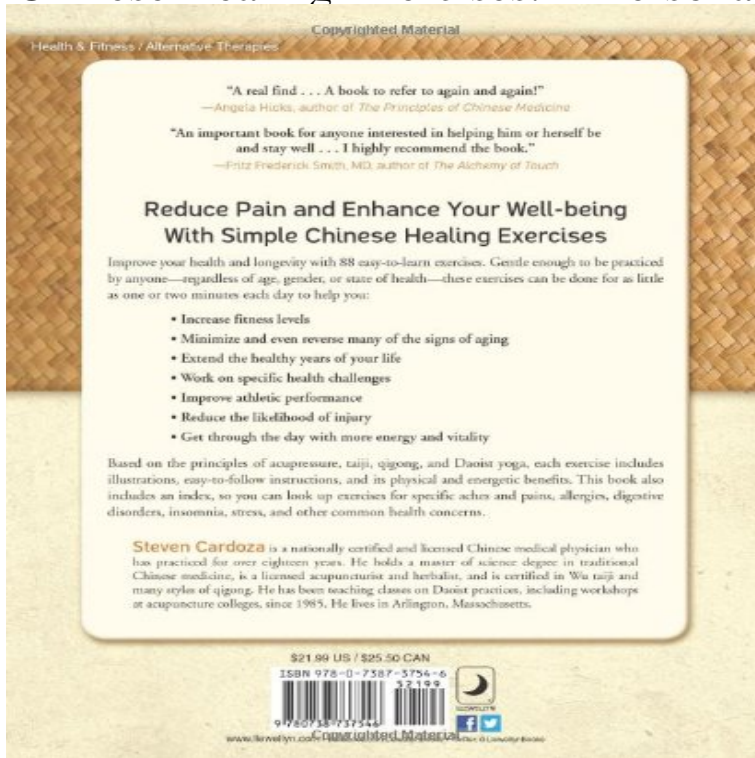 Copyrighted Material
Health & Fitness / Alternative Therapies
“A real find . . . A book to refer to again and again!”
—Angela Hicks, author of The Principles of Chinese Medicine
“An important book for anyone interested in helping him or herself be
and stay well . . . I highly recommend the book.”
—Fritz Frederick Smith, MD, author of The Alchemy of Touch
Reduce Pain and Enhance Your Well-being
With Simple Chinese Healing Exercises
Improve your health and longevity with 88 easy-to-learn exercises. Gentle enough to be practiced
by anyone—regardless of age, gender, or state of health—these exercises can be done for as little
as one or two minutes each day to help you:
• Increase fitness levels
• Minimize and even reverse many of the signs of aging
• Extend the healthy years of your life
• Work on specific health challenges
• Improve athletic performance
• Reduce the likelihood of injury
• Get through the day with more energy and vitality
Based on the principles of acupressure, taiji, qigong, and Daoist yoga, each exercise includes
illustrations, easy-to-follow instructions, and its physical and energetic benefits. This book also
includes an index, so you can look up exercises for specific aches and pains, allergies, digestive
disorders, insomnia, stress, and other common health concerns.
Steven Cardoza is a nationally certified and licensed Chinese medical physician who
has practiced for over eighteen years. He holds a master of science degree in traditional
Chinese medicine, is a licensed acupuncturist and herbalist, and is certified in Wu taiji and
many styles of qigong. He has been teaching classes on Daoist practices, including workshops
at acupuncture colleges, since 1985. He lives in Arlington, Massachusetts.
$21.99 US / $25.50 CAN
ISBN 978-0-7387-3754-6
52199
9 780738 737546
LLEWELLYN
www.llewellyn.com
Copyrighted Material